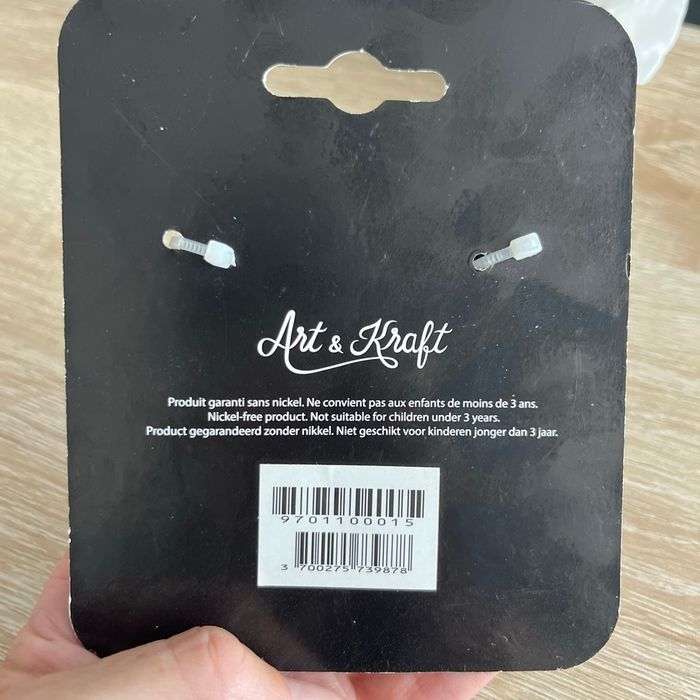 Art & Kraft
Produit garanti sans nickel. Ne convient pas aux enfants de moins de 3 ans.
Nickel-free product. Not suitable for children under 3 years.
Product gegarandeerd zonder nikkel. Niet geschikt voor kinderen jonger dan 3 jaar.
9701100015
3 700275 739878